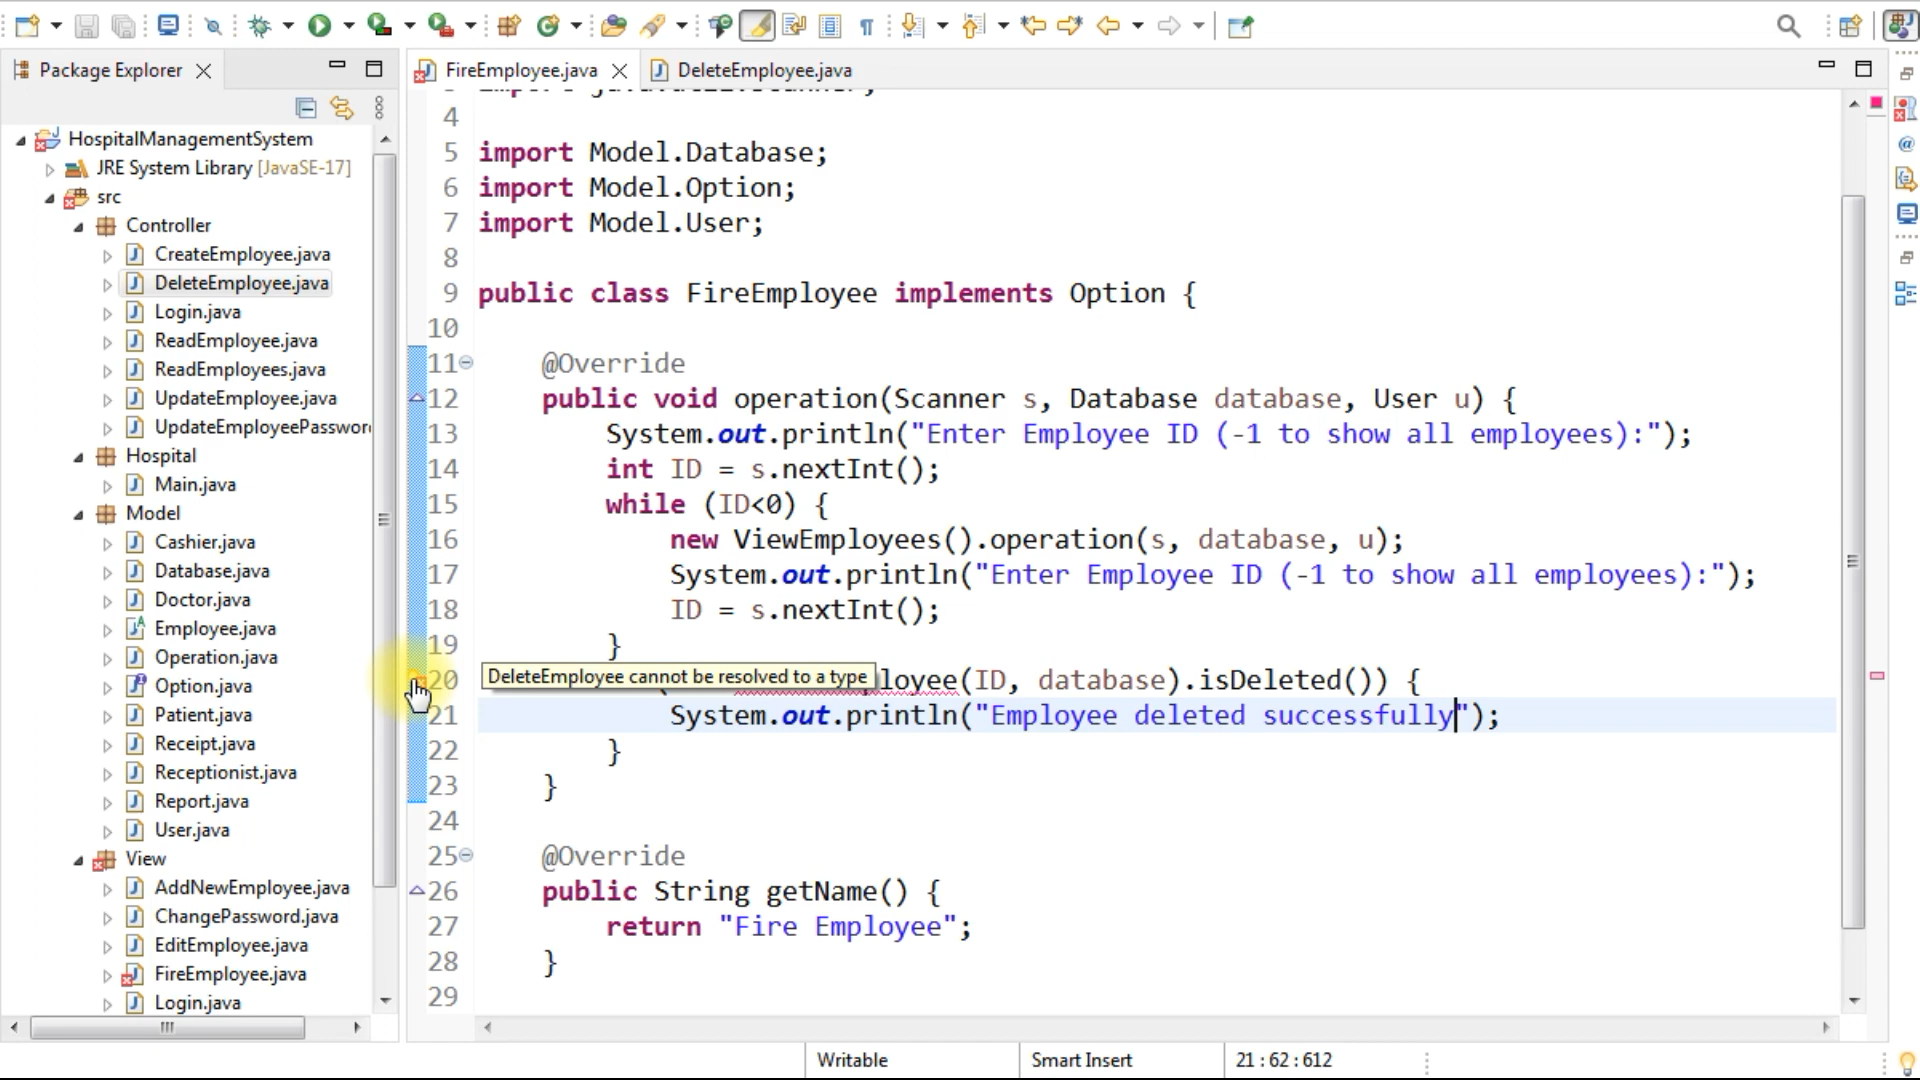 Package Explorer
FireEmployee.java
DeleteEmployee.java
HospitalManagementSystem
JRE System Library [JavaSE-17]
src
Controller
CreateEmployee.java
DeleteEmployee.java
Login.java
ReadEmployee.java
ReadEmployees.java
UpdateEmployee.java
UpdateEmployeePassword
Hospital
Main.java
Model
Cashier.java
Database.java
Doctor.java
Employee.java
Operation.java
Option.java
Patient.java
Receipt.java
Receptionist.java
Report.java
User.java
View
AddNewEmployee.java
ChangePassword.java
EditEmployee.java
FireEmployee.java
Login.java
4
5 import Model.Database;
6 import Model.Option;
7 import Model.User;
8
9 public class FireEmployee implements Option {
10
11 @Override
12 public void operation(Scanner s, Database database, User u) {
13 System.out.println("Enter Employee ID (-1 to show all employees):");
14 int ID = s.nextInt();
15 while (ID<0) {
16 new ViewEmployees().operation(s, database, u);
17 System.out.println("Enter Employee ID (-1 to show all employees):");
18 ID = s.nextInt();
19 }
DeleteEmployee cannot be resolved to a type
20 loyee(ID, database).isDeleted()) {
21 System.out.println("Employee deleted successfully");
22 }
23 }
24
25 @Override
26 public String getName() {
27 return "Fire Employee";
28 }
29
Writable
Smart Insert
21 : 62 : 612